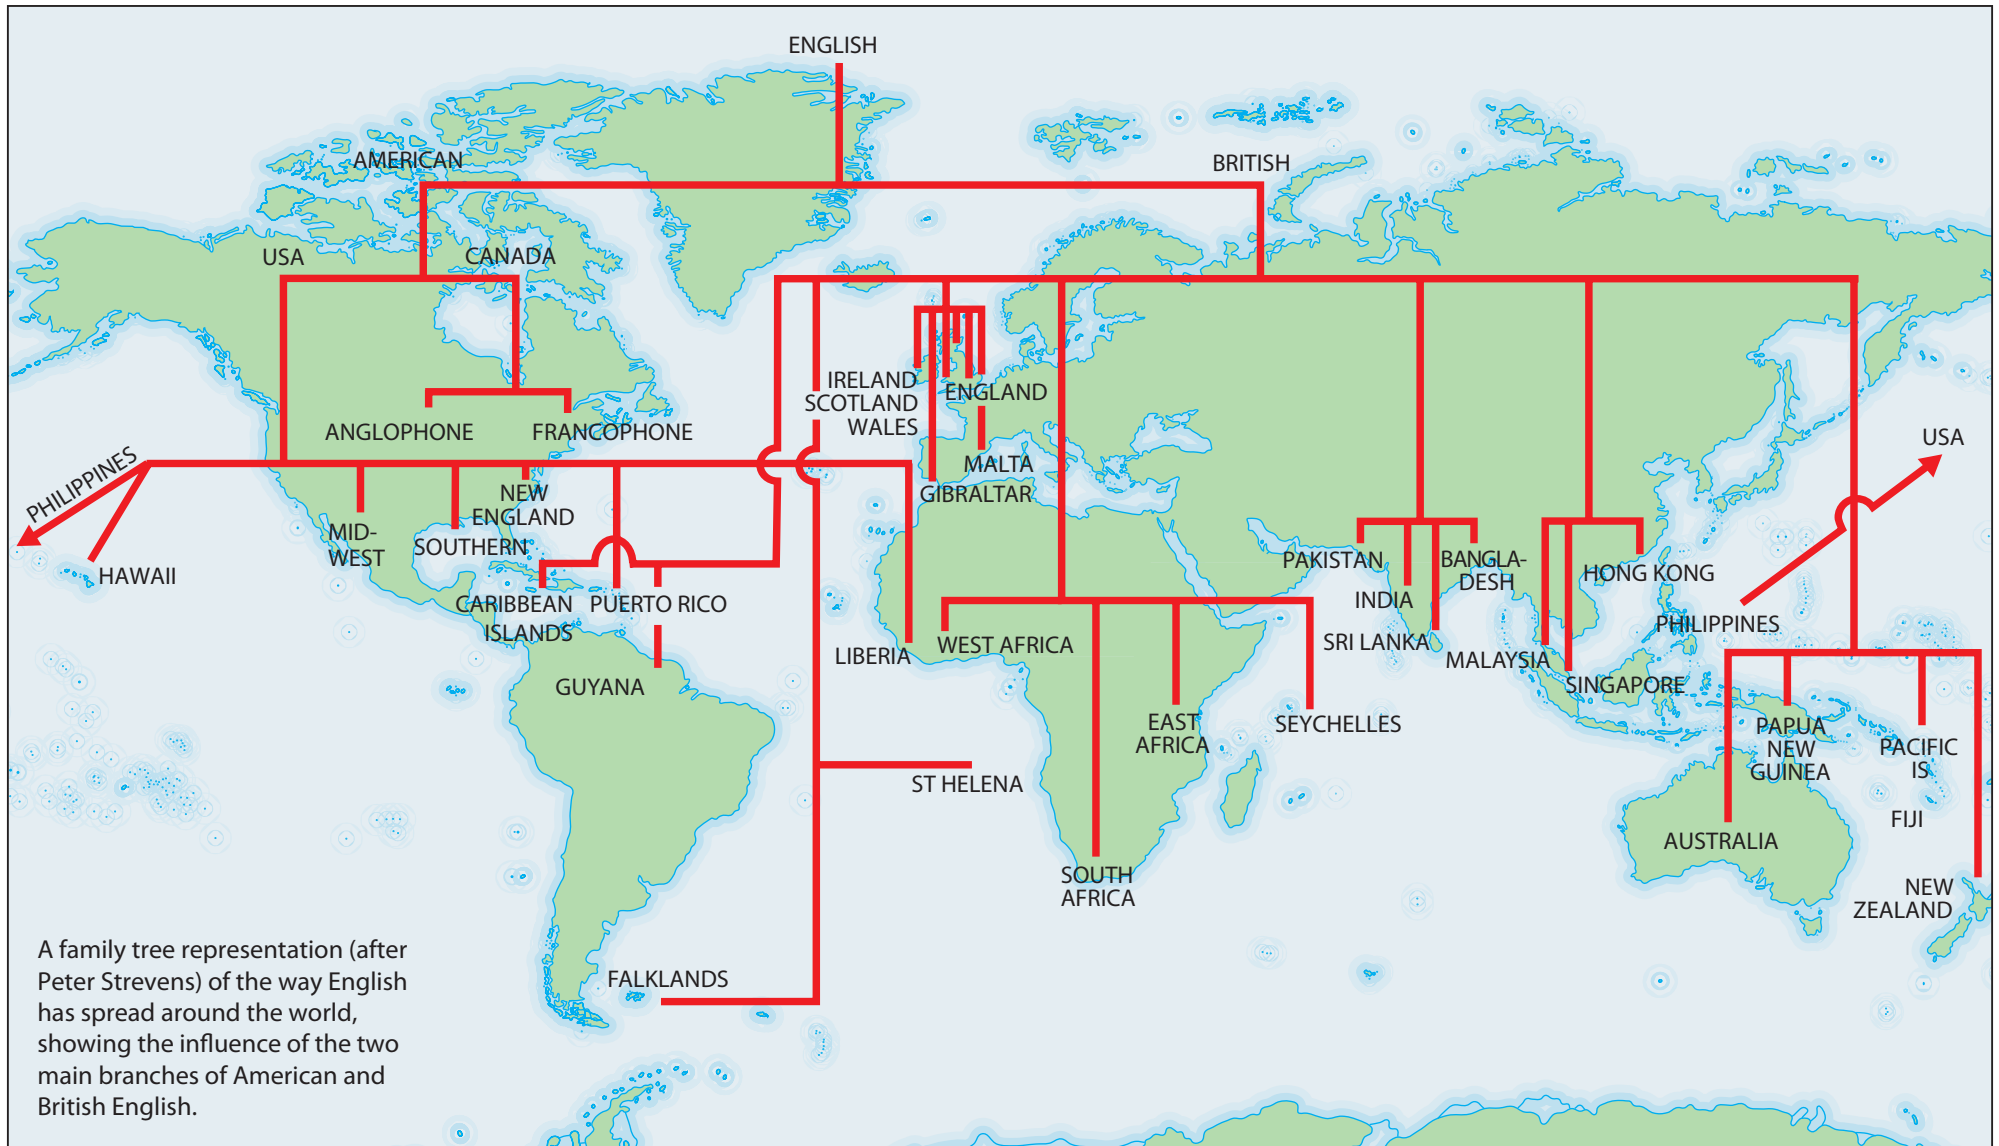 ENGLISH
AMERICAN
BRITISH
USA
CANADA
IRELAND
SCOTLAND
WALES
ENGLAND
ANGLOPHONE
FRANCOPHONE
USA
MALTA
GIBRALTAR
PHILIPPINES
NEW
ENGLAND
MID-
WEST
SOUTHERN
HAWAII
PAKISTAN
BANGLA-
DESH
HONG KONG
INDIA
CARIBBEAN
ISLANDS
PUERTO RICO
PHILIPPINES
LIBERIA
WEST AFRICA
SRI LANKA
MALAYSIA
SINGAPORE
GUYANA
EAST
AFRICA
SEYCHELLES
PAPUA
NEW
GUINEA
PACIFIC
IS
ST HELENA
FIJI
AUSTRALIA
SOUTH
AFRICA
NEW
ZEALAND
FALKLANDS
A family tree representation (after
Peter Strevens) of the way English
has spread around the world,
showing the influence of the two
main branches of American and
British English.